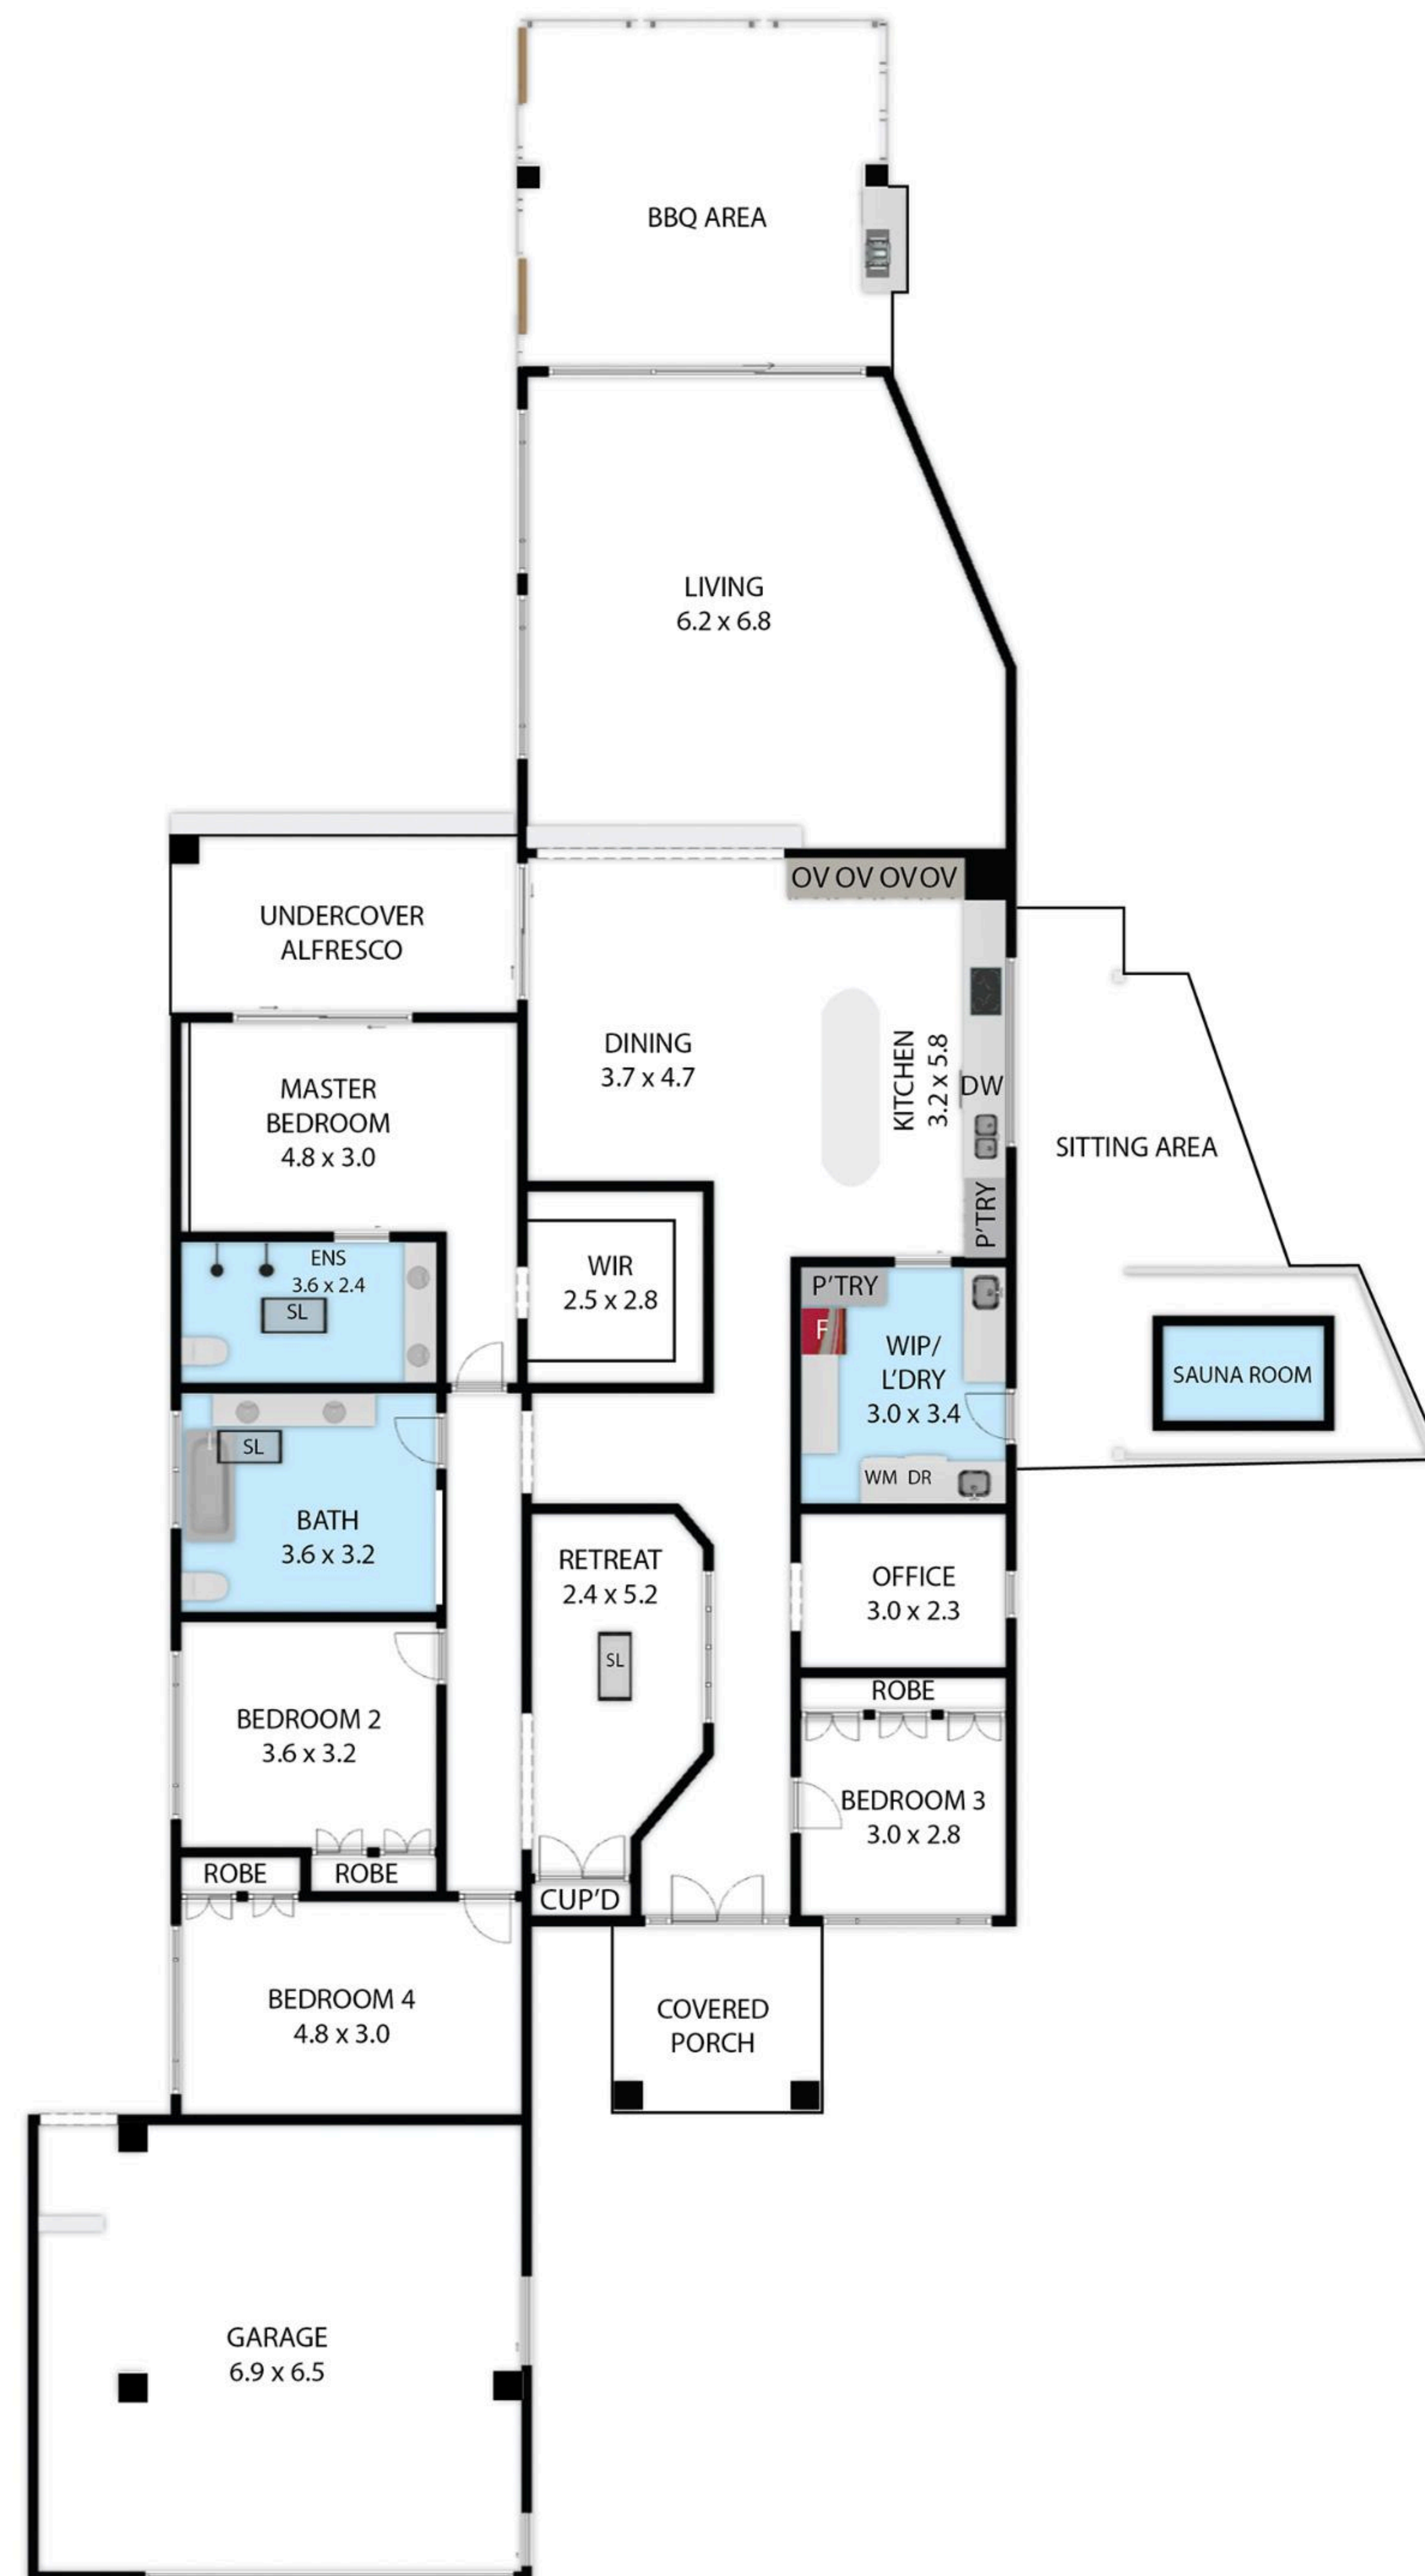 BBQ AREA
LIVING
6.2 x 6.8
OV OV OV OV
UNDERCOVER
ALFRESCO
DINING
3.7 x 4.7
KITCHEN
3.2 x 5.8
DW
P'TRY
SITTING AREA
MASTER
BEDROOM
4.8 x 3.0
ENS
3.6 x 2.4
SL
WIR
2.5 x 2.8
P'TRY
F
WIP/
L'DRY
3.0 x 3.4
WM DR
SAUNA ROOM
SL
BATH
3.6 x 3.2
RETREAT
2.4 x 5.2
SL
OFFICE
3.0 x 2.3
ROBE
BEDROOM 3
3.0 x 2.8
BEDROOM 2
3.6 x 3.2
ROBE
ROBE
CUP'D
BEDROOM 4
4.8 x 3.0
COVERED
PORCH
GARAGE
6.9 x 6.5